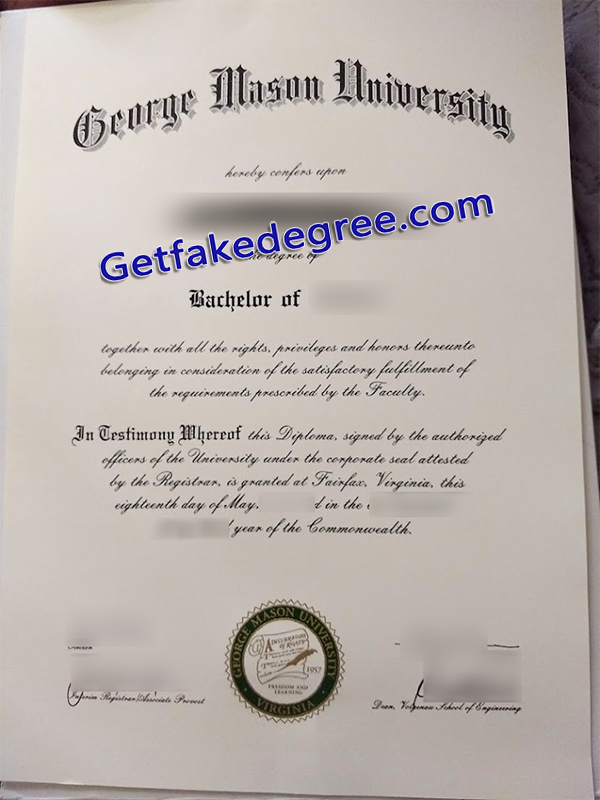 George Mason University
hereby confers upon
Getfakedegree.com
the degree of
Bachelor of
together with all the rights, privileges and honors thereunto
belonging in consideration of the satisfactory fulfillment of
the requirements prescribed by the Faculty.
In Testimony Whereof this Diploma, signed by the authorized
officers of the University under the corporate seal attested
by the Registrar, is granted at Fairfax, Virginia, this
eighteenth day of May, d in the
year of the Commonwealth.
GEORGE MASON UNIVERSITY
1957
FREEDOM AND
LEARNING
VIRGINIA
Interim Registrar/Associate Provost
Dean, Volgenau School of Engineering